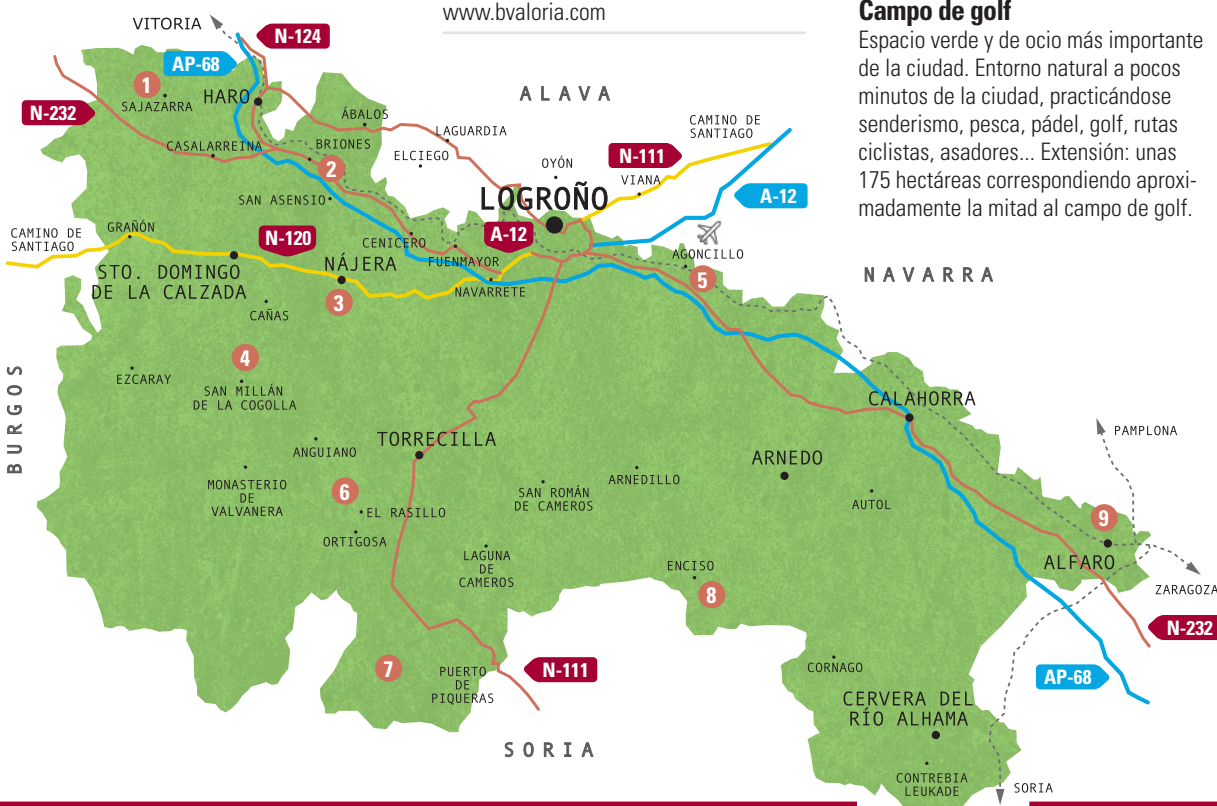 www.bvaloria.com
Campo de golf
Espacio verde y de ocio más importante
de la ciudad. Entorno natural a pocos
minutos de la ciudad, practicándose
senderismo, pesca, pádel, golf, rutas
ciclistas, asadores... Extensión: unas
175 hectáreas correspondiendo aproxi-
madamente la mitad al campo de golf.
VITORIA
N-124
AP-68
1
SAJAZARRA
HARO
N-232
ÁBALOS
ALAVA
LAGUARDIA
CAMINO DE
SANTIAGO
CASALARREINA
BRIONES
ELCIEGO
OYÓN
N-111
VIANA
2
SAN ASENSIO
LOGROÑO
A-12
CAMINO DE
SANTIAGO
GRAÑÓN
N-120
CENICERO
A-12
FUENMAYOR
AGONCILLO
STO. DOMINGO
DE LA CALZADA
NÁJERA
NAVARRETE
5
NAVARRA
3
CAÑAS
4
EZCARAY
SAN MILLÁN
DE LA COGOLLA
BURGOS
CALAHORRA
PAMPLONA
ANGUIANO
TORRECILLA
ARNEDO
MONASTERIO
DE
VALVANERA
6
EL RASILLO
SAN ROMÁN
DE CAMEROS
ARNEDILLO
AUTOL
9
ORTIGOSA
LAGUNA
DE
CAMEROS
ENCISO
8
ALFARO
ZARAGOZA
N-232
7
PUERTO
DE
PIQUERAS
N-111
CORNAGO
AP-68
CERVERA DEL
RÍO ALHAMA
SORIA
CONTREBIA
LEUKADE
SORIA